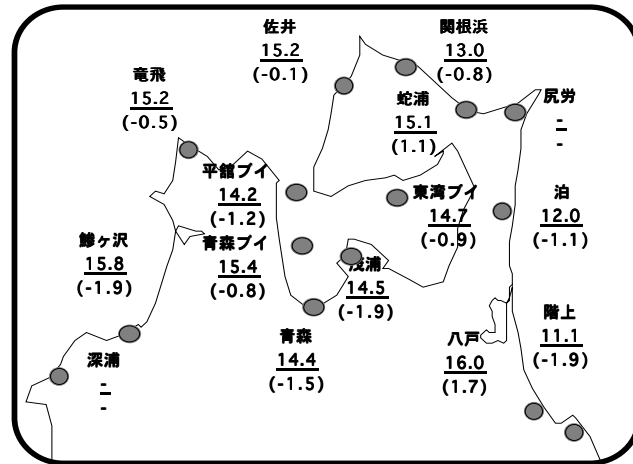 佐井
15.2
(-0.1)
関根浜
13.0
(-0.8)
竜飛
15.2
(-0.5)
蛇浦
15.1
(1.1)
尻労
-
-
平舘ブイ
14.2
(-1.2)
東湾ブイ
14.7
(-0.9)
泊
12.0
(-1.1)
鰺ヶ沢
15.8
(-1.9)
青森ブイ
15.4
(-0.8)
茂浦
14.5
(-1.9)
青森
14.4
(-1.5)
八戸
16.0
(1.7)
階上
11.1
(-1.9)
深浦
-
-